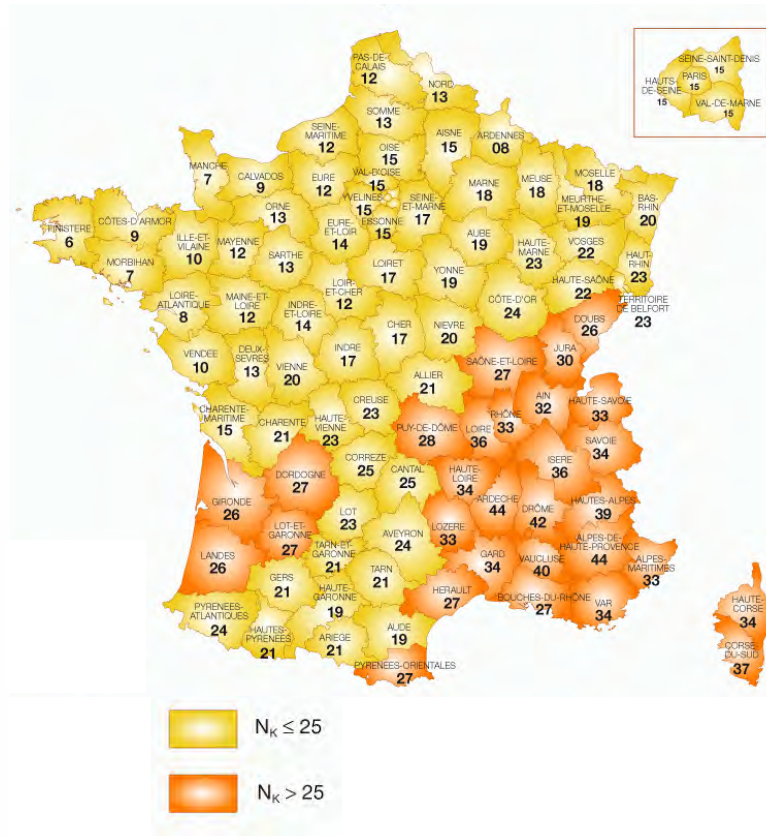 PAS-DE-
CALAIS
12
NORD
13
SOMME
13
SEINE-
MARITIME
12
AISNE
15
ARDENNES
08
OISE
15
MANCHE
7
CALVADOS
9
EURE
12
VAL-D'OISE
15
YVELINES
15
ESSONNE
15
SEINE-
ET-MARNE
17
MARNE
18
MEUSE
18
MOSELLE
18
MEURTHE-
ET-MOSELLE
19
BAS-
RHIN
20
SEINE-SAINT-DENIS
15
PARIS
15
HAUTS-
DE-SEINE
15
VAL-DE-MARNE
15
ORNE
13
EURE-
ET-LOIR
14
FINISTERE
6
CÔTES-D'ARMOR
9
ILLE-ET-
VILAINE
10
MAYENNE
12
SARTHE
13
MORBIHAN
7
LOIRET
17
AUBE
19
HAUTE-
MARNE
23
VOSGES
22
HAUT-
RHIN
23
YONNE
19
LOIR-
ET-CHER
12
HAUTE-SAÔNE
22
TERRITOIRE
DE BELFORT
23
LOIRE-
ATLANTIQUE
8
MAINE-ET-
LOIRE
12
INDRE-
ET-LOIRE
14
CÔTE-D'OR
24
DOUBS
26
CHER
17
NIEVRE
20
VENDEE
10
DEUX-
SEVRES
13
VIENNE
20
INDRE
17
SAÔNE-ET-LOIRE
27
JURA
30
ALLIER
21
CREUSE
23
CHARENTE-
MARITIME
15
CHARENTE
21
HAUTE-
VIENNE
23
PUY-DE-DÔME
28
LOIRE
36
RHÔNE
33
AIN
32
HAUTE-SAVOIE
33
SAVOIE
34
CORREZE
25
CANTAL
25
HAUTE-
LOIRE
34
ISERE
36
DORDOGNE
27
GIRONDE
26
LOT
23
LOT-ET-
GARONNE
27
AVEYRON
24
LOZERE
33
ARDECHE
44
DRÔME
42
HAUTES-ALPES
39
LANDES
26
TARN-ET-
GARONNE
21
TARN
21
GARD
34
VAUCLUSE
40
ALPES-DE-
HAUTE-PROVENCE
44
ALPES-
MARITIMES
33
GERS
21
HAUTE-
GARONNE
19
HERAULT
27
BOUCHES-DU-RHÔNE
27
VAR
34
PYRENEES-
ATLANTIQUES
24
HAUTES-
PYRENEES
21
ARIEGE
21
AUDE
19
PYRENEES-ORIENTALES
27
HAUTE-
CORSE
34
CORSE-
DU-SUD
37
N_K ≤ 25
N_K > 25